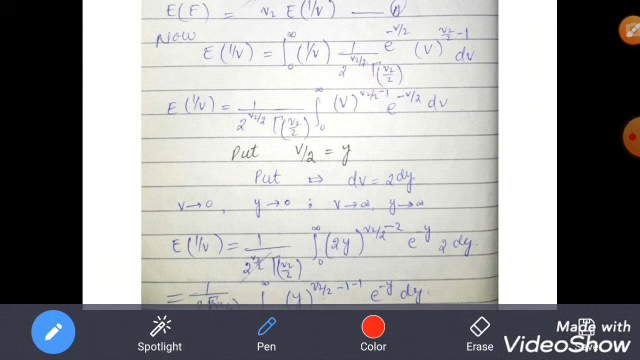 E(F) = ν₂ E(1/V) —— (A)
Now
E(1/V) = ∫₀^∞ (1/V) 1/(2^(ν₂/2) Γ(ν₂/2)) e^(-V/2) (V)^(ν₂/2 - 1) dv
E(1/V) = 1/(2^(ν₂/2) Γ(ν₂/2)) ∫₀^∞ (V)^(ν₂/2-1-1) e^(-V/2) dv
Put V/2 = y
Put ⇔ dv = 2dy
V→0, y→0 ; V→∞, y→∞
E(1/V) = 1/(2^(ν₂/2) Γ(ν₂/2)) ∫₀^∞ (2y)^(ν₂/2-2) e^(-y) 2 dy.
∞ (y)^(ν₂/2-1-1) e^(-y) dy.
Spotlight Pen Color Erase
Made with
VideoShow